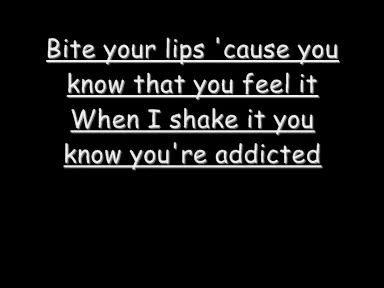 Bite your lips 'cause you
know that you feel it
When I shake it you
know you're addicted